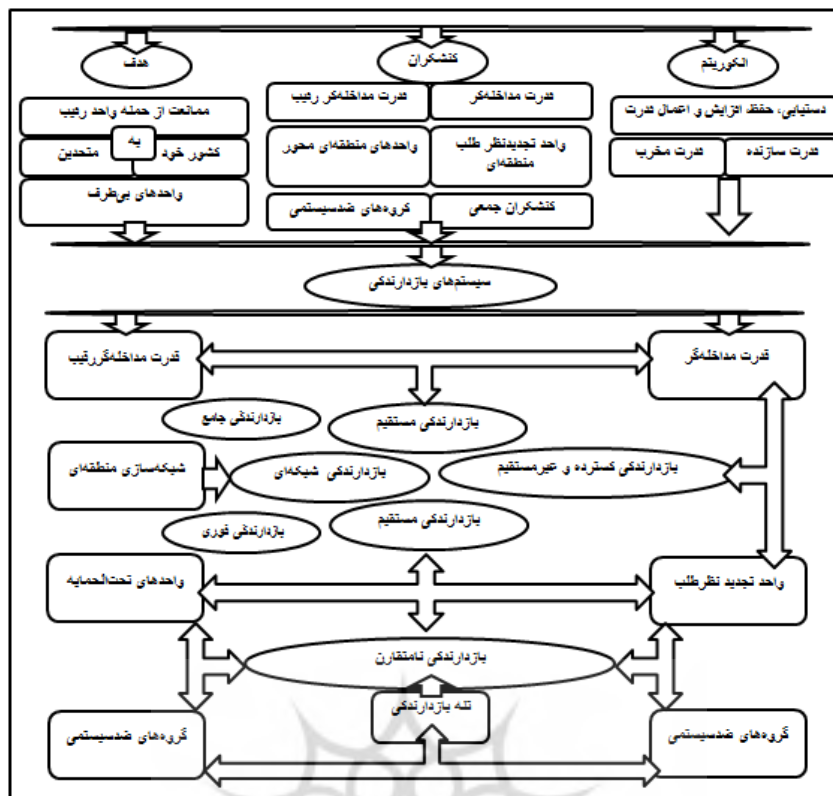 الگوریتم
کنشگران
هدف
دستیابی، حفظ، افزایش و اعمال قدرت
قدرت سازنده
قدرت مخرب
قدرت مداخله‌گر
قدرت مداخله‌گر رقیب
واحد تجدیدنظر طلب
منطقه‌ای
واحدهای منطقه‌ای محور
کنشگران جمعی
گروه‌های ضدسیستمی
ممانعت از حمله واحد رقیب
به
کشور خود
متحدین
واحدهای بی‌طرف
سیستم‌های بازدارندگی
قدرت مداخله‌گر
قدرت مداخله‌گررقیب
بازدارندگی جامع
بازدارندگی مستقیم
بازدارندگی گسترده و غیرمستقیم
بازدارندگی شبکه‌ای
شبکه‌سازی منطقه‌ای
بازدارندگی مستقیم
بازدارندگی فوری
واحد تجدید نظرطلب
واحدهای تحت‌الحمایه
بازدارندگی نامتقارن
تله بازدارندگی
گروه‌های ضدسیستمی
گروه‌های ضدسیستمی